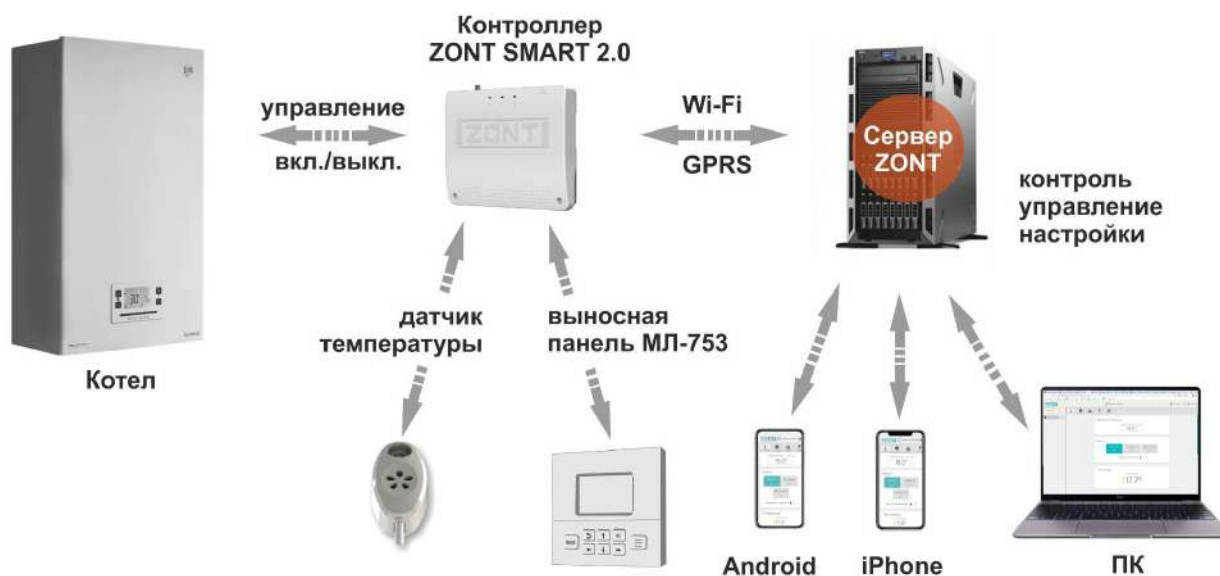 Контроллер
ZONT SMART 2.0
управление
вкл./выкл.
ZONT
Wi-Fi
GPRS
Сервер
ZONT
контроль
управление
настройки
датчик
температуры
выносная
панель МЛ-753
Котел
Android
iPhone
ПК